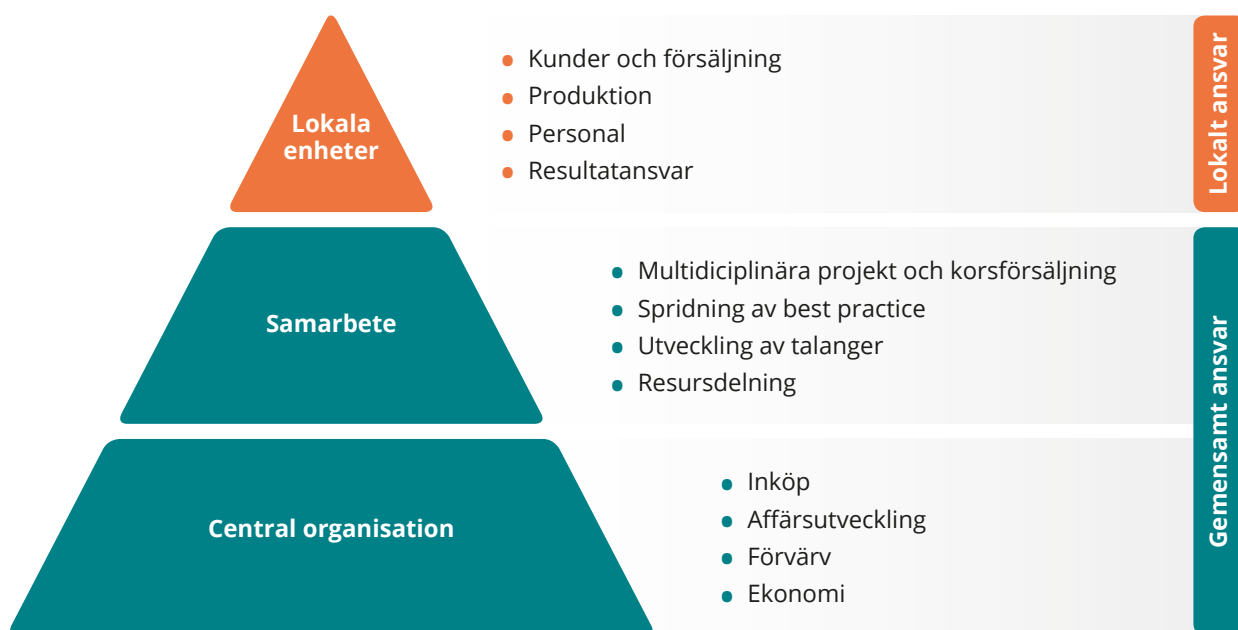 Lokala
enheter
Kunder och försäljning
Produktion
Personal
Resultatansvar
Lokalt ansvar
Samarbete
Multidiciplinära projekt och korsförsäljning
Spridning av best practice
Utveckling av talanger
Resursdelning
Central organisation
Inköp
Affärsutveckling
Förvärv
Ekonomi
Gemensamt ansvar